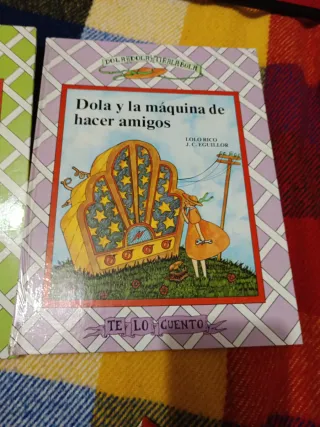 Dola y la máquina de
hacer amigos
LOLO RICO
J. C. EGUILLOR
TE LO CUENTO